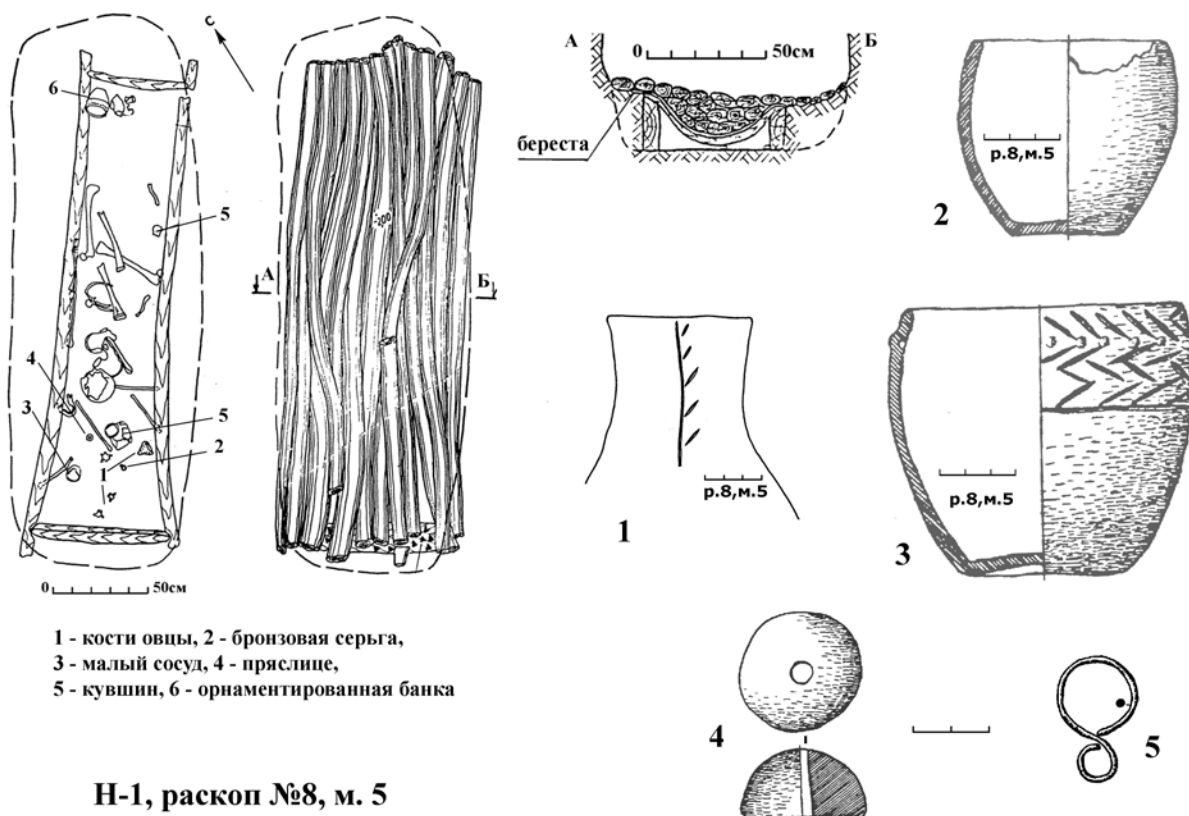 С
6
5
4
3
5
2
1
0 50см
А
Б
А
Б
0 50см
береста
р.8,м.5
2
р.8,м.5
1
р.8,м.5
3
4
5
1 - кости овцы, 2 - бронзовая серьга,
3 - малый сосуд, 4 - пряслице,
5 - кувшин, 6 - орнаментированная банка
Н-1, раскоп №8, м. 5